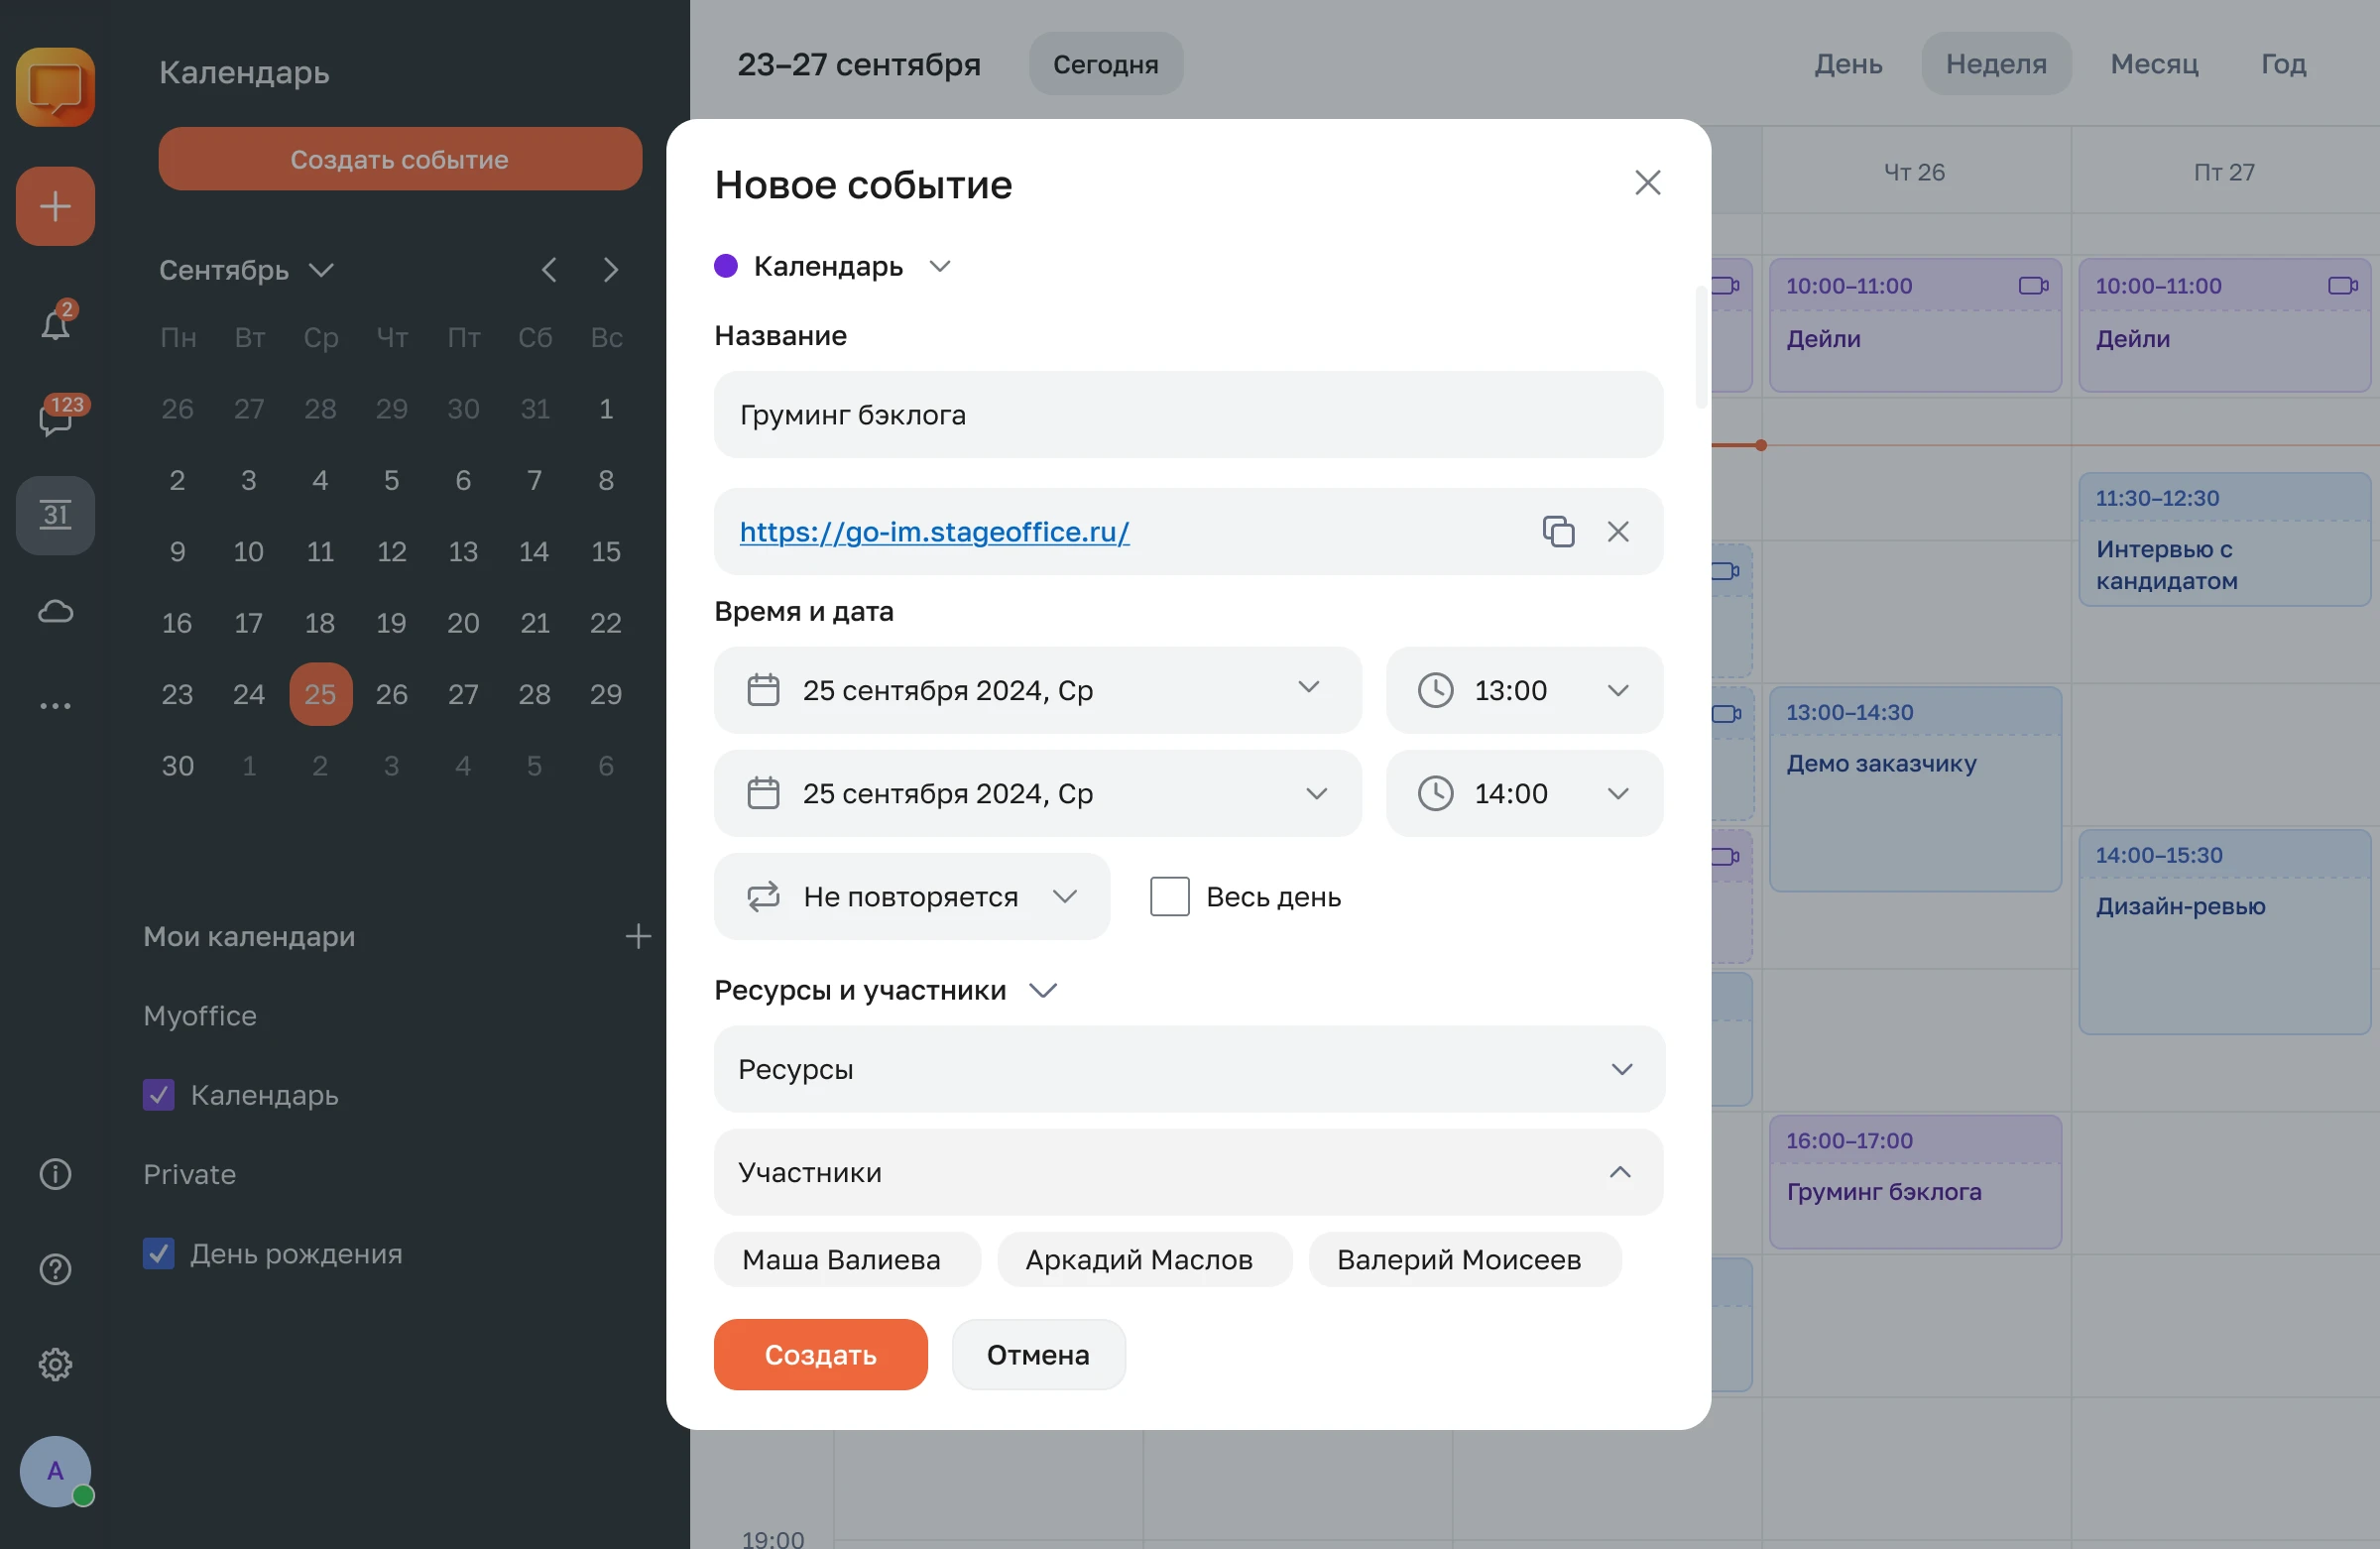 Календарь
Создать событие
Сентябрь
Пн Вт Ср Чт Пт Сб Вс
26 27 28 29 30 31 1
2 3 4 5 6 7 8
9 10 11 12 13 14 15
16 17 18 19 20 21 22
23 24 25 26 27 28 29
30 1 2 3 4 5 6
Мои календари
Myoffice
Календарь
Private
День рождения
2
123
31
A
23–27 сентября
Сегодня
День
Неделя
Месяц
Год
Новое событие
Календарь
Название
Груминг бэклога
https://go-im.stageoffice.ru/
Время и дата
25 сентября 2024, Ср 13:00
25 сентября 2024, Ср 14:00
Не повторяется Весь день
Ресурсы и участники
Ресурсы
Участники
Маша Валиева Аркадий Маслов Валерий Моисеев
Создать Отмена
Чт 26
10:00–11:00
Дейли
13:00–14:30
Демо заказчику
16:00–17:00
Груминг бэклога
Пт 27
10:00–11:00
Дейли
11:30–12:30
Интервью с
кандидатом
14:00–15:30
Дизайн-ревью
19:00